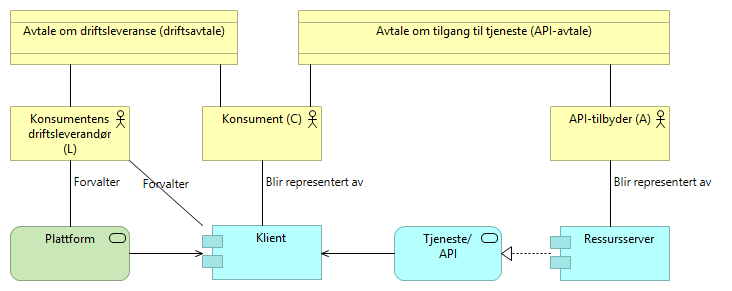 Avtale om driftsleveranse (driftsavtale)
Avtale om tilgang til tjeneste (API-avtale)
Konsumentens
driftsleverandør
(L)
Konsument (C)
API-tilbyder (A)
Forvalter
Forvalter
Blir representert av
Blir representert av
Plattform
Klient
Tjeneste/
API
Ressursserver